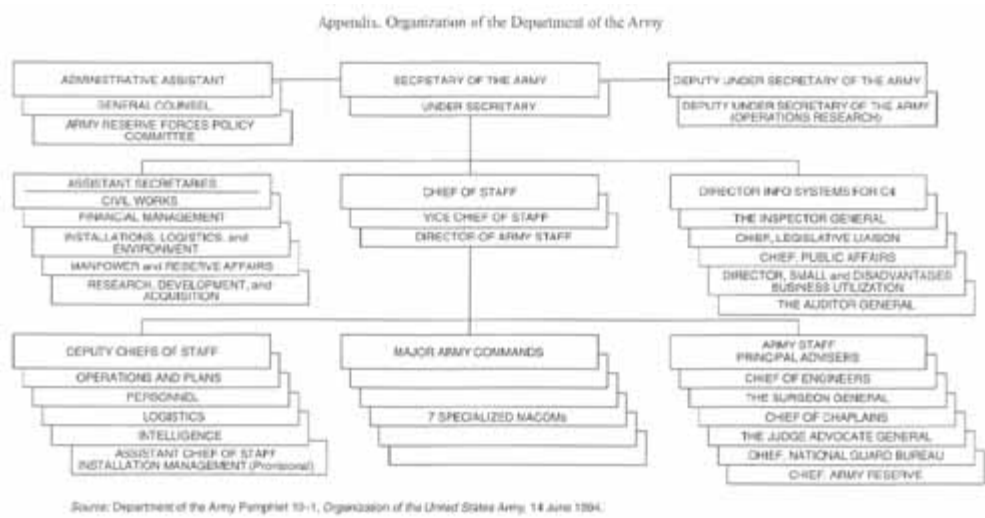 Appendix. Organization of the Department of the Army
ADMINISTRATIVE ASSISTANT
GENERAL COUNSEL
ARMY RESERVE FORCES POLICY
COMMITTEE
SECRETARY OF THE ARMY
UNDER SECRETARY
DEPUTY UNDER SECRETARY OF THE ARMY
DEPUTY UNDER SECRETARY OF THE ARMY
(OPERATIONS RESEARCH)
ASSISTANT SECRETARIES
CIVIL WORKS
FINANCIAL MANAGEMENT
INSTALLATIONS, LOGISTICS, and
ENVIRONMENT
MANPOWER and RESERVE AFFAIRS
RESEARCH, DEVELOPMENT, and
ACQUISITION
CHIEF OF STAFF
VICE CHIEF OF STAFF
DIRECTOR OF ARMY STAFF
DIRECTOR INFO SYSTEMS FOR C4
THE INSPECTOR GENERAL
CHIEF, LEGISLATIVE LIAISON
CHIEF, PUBLIC AFFAIRS
DIRECTOR, SMALL and DISADVANTAGES
BUSINESS UTILIZATION
THE AUDITOR GENERAL
DEPUTY CHIEFS OF STAFF
OPERATIONS AND PLANS
PERSONNEL
LOGISTICS
INTELLIGENCE
ASSISTANT CHIEF OF STAFF
INSTALLATION MANAGEMENT (Provisional)
MAJOR ARMY COMMANDS
7 SPECIALIZED MACOMs
ARMY STAFF
PRINCIPAL ADVISERS
CHIEF OF ENGINEERS
THE SURGEON GENERAL
CHIEF OF CHAPLAINS
THE JUDGE ADVOCATE GENERAL
CHIEF, NATIONAL GUARD BUREAU
CHIEF, ARMY RESERVE
Source: Department of the Army Pamphlet 10-1, Organization of the United States Army, 14 June 1994.